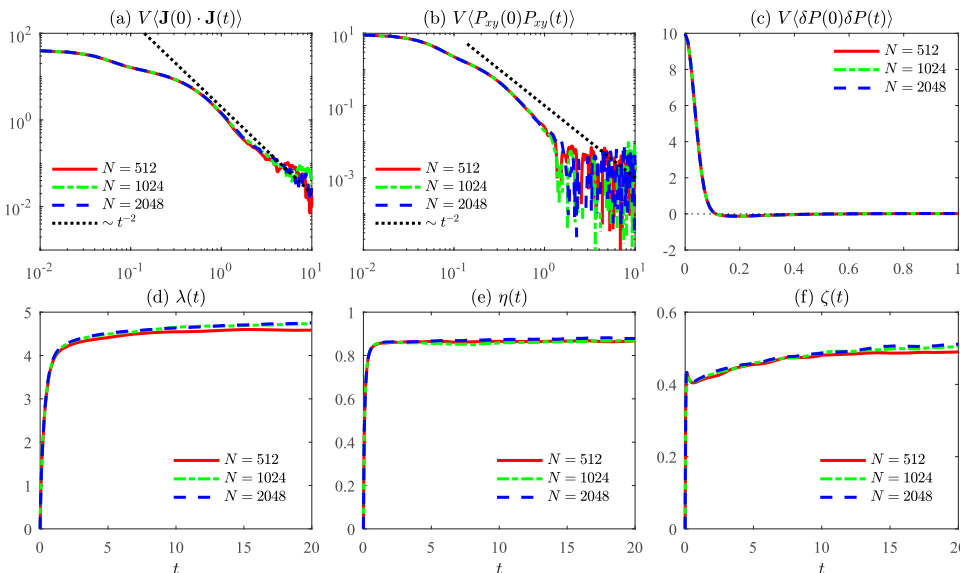 (a) V⟨J(0) · J(t)⟩
10^2
10^0
10^-2
N = 512
N = 1024
N = 2048
~ t^-2
10^-2 10^-1 10^0 10^1
(b) V⟨P_xy(0)P_xy(t)⟩
10^1
10^-1
10^-3
N = 512
N = 1024
N = 2048
~ t^-2
10^-2 10^-1 10^0 10^1
(c) V⟨δP(0)δP(t)⟩
10
8
6
4
2
0
-2
N = 512
N = 1024
N = 2048
0 0.2 0.4 0.6 0.8 1
(d) λ(t)
5
4
3
2
1
0
N = 512
N = 1024
N = 2048
0 5 10 15 20
t
(e) η(t)
1
0.8
0.6
0.4
0.2
0
N = 512
N = 1024
N = 2048
0 5 10 15 20
t
(f) ζ(t)
0.6
0.4
0.2
0
N = 512
N = 1024
N = 2048
0 5 10 15 20
t